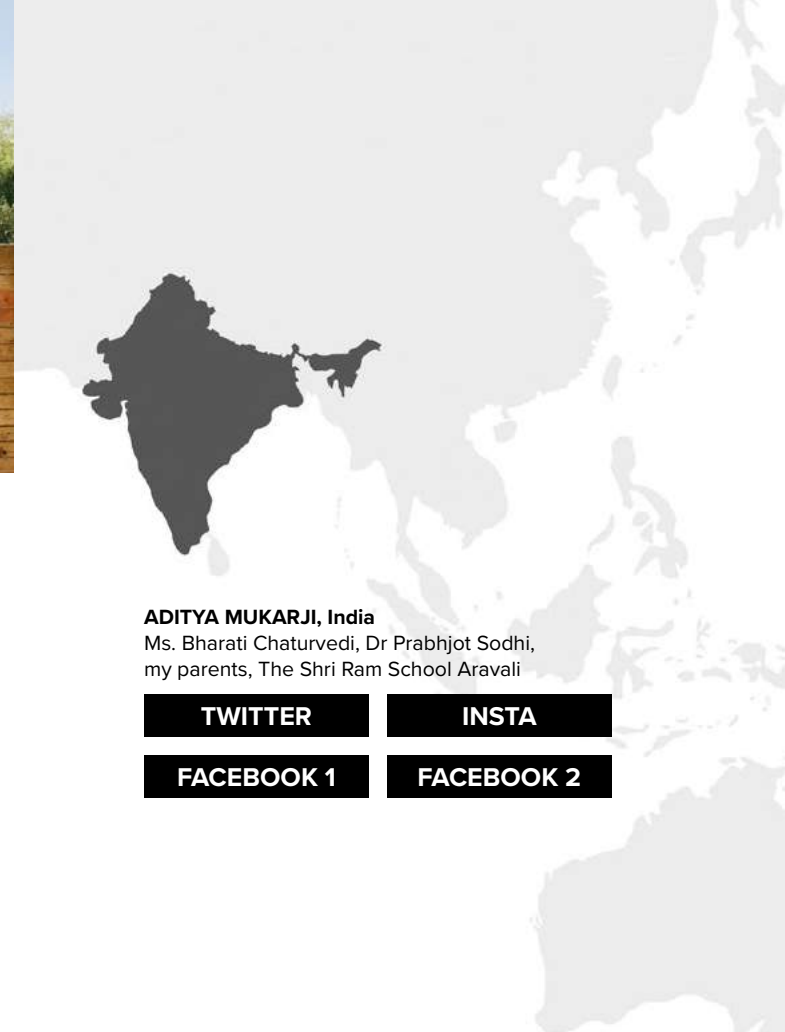 ADITYA MUKARJI, India
Ms. Bharati Chaturvedi, Dr Prabhjot Sodhi,
my parents, The Shri Ram School Aravali
TWITTER INSTA
FACEBOOK 1 FACEBOOK 2